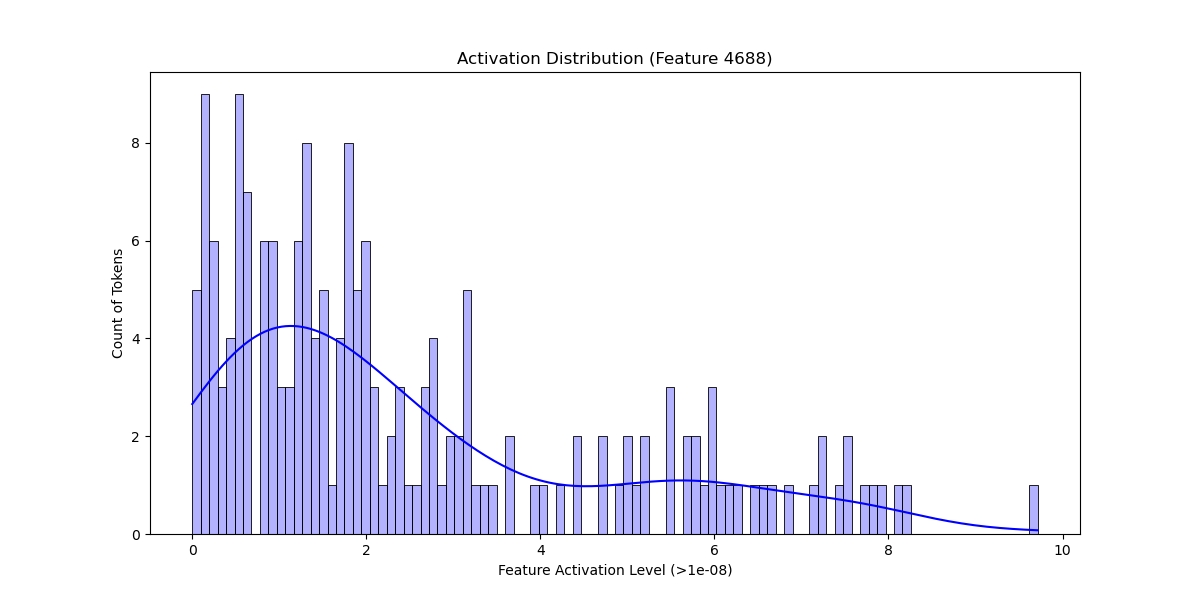 Activation Distribution (Feature 4688)
8
6
4
2
0
Count of Tokens
0 2 4 6 8 10
Feature Activation Level (>1e-08)